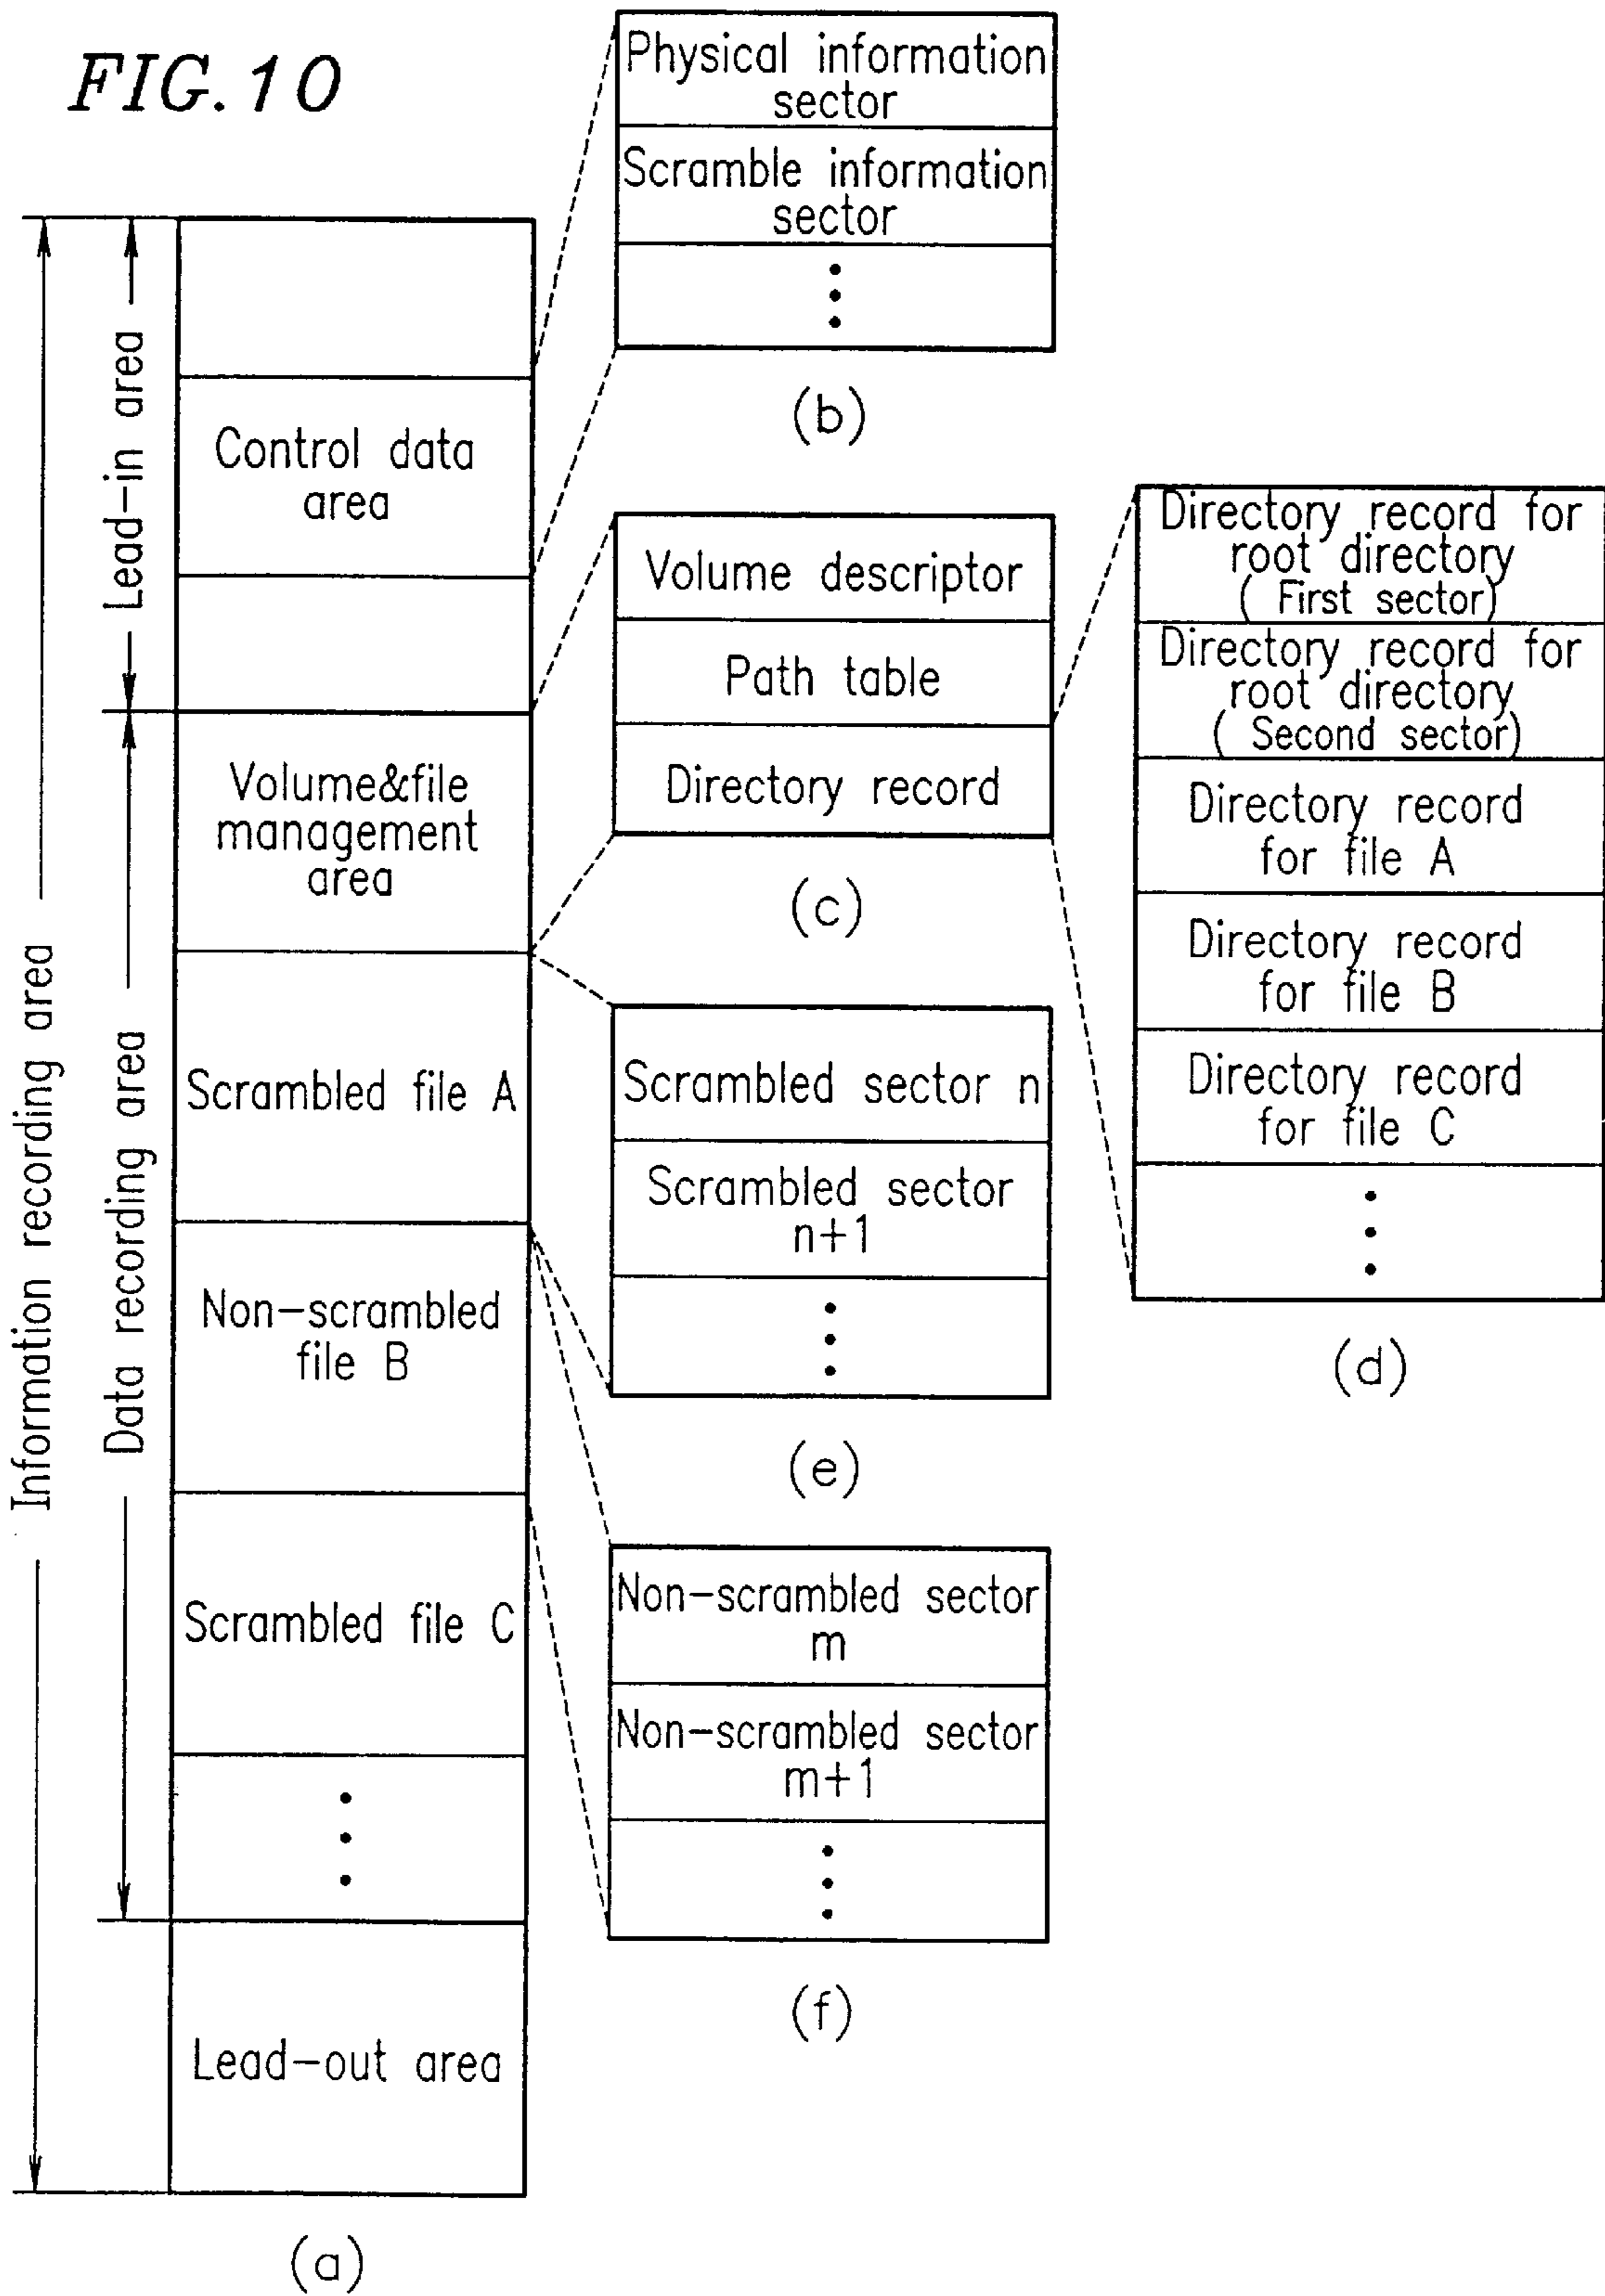 FIG. 10
Information recording area
Lead-in area
Data recording area
Control data
area
Volume&file
management
area
Scrambled file A
Non-scrambled
file B
Scrambled file C
Lead-out area
(a)
Physical information
sector
Scramble information
sector
(b)
Volume descriptor
Path table
Directory record
(c)
Directory record for
root directory
( First sector)
Directory record for
root directory
( Second sector)
Directory record
for file A
Directory record
for file B
Directory record
for file C
(d)
Scrambled sector n
Scrambled sector
n+1
(e)
Non-scrambled sector
m
Non-scrambled sector
m+1
(f)